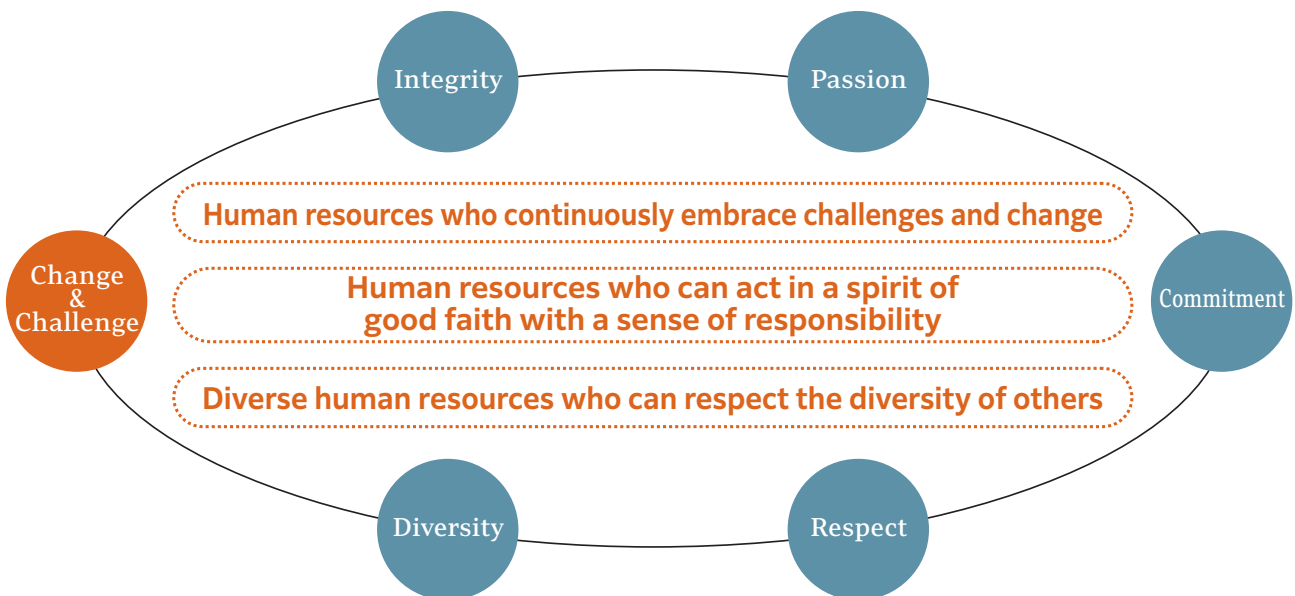 Integrity
Passion
Human resources who continuously embrace challenges and change
Change
&
Challenge
Human resources who can act in a spirit of
good faith with a sense of responsibility
Commitment
Diverse human resources who can respect the diversity of others
Diversity
Respect